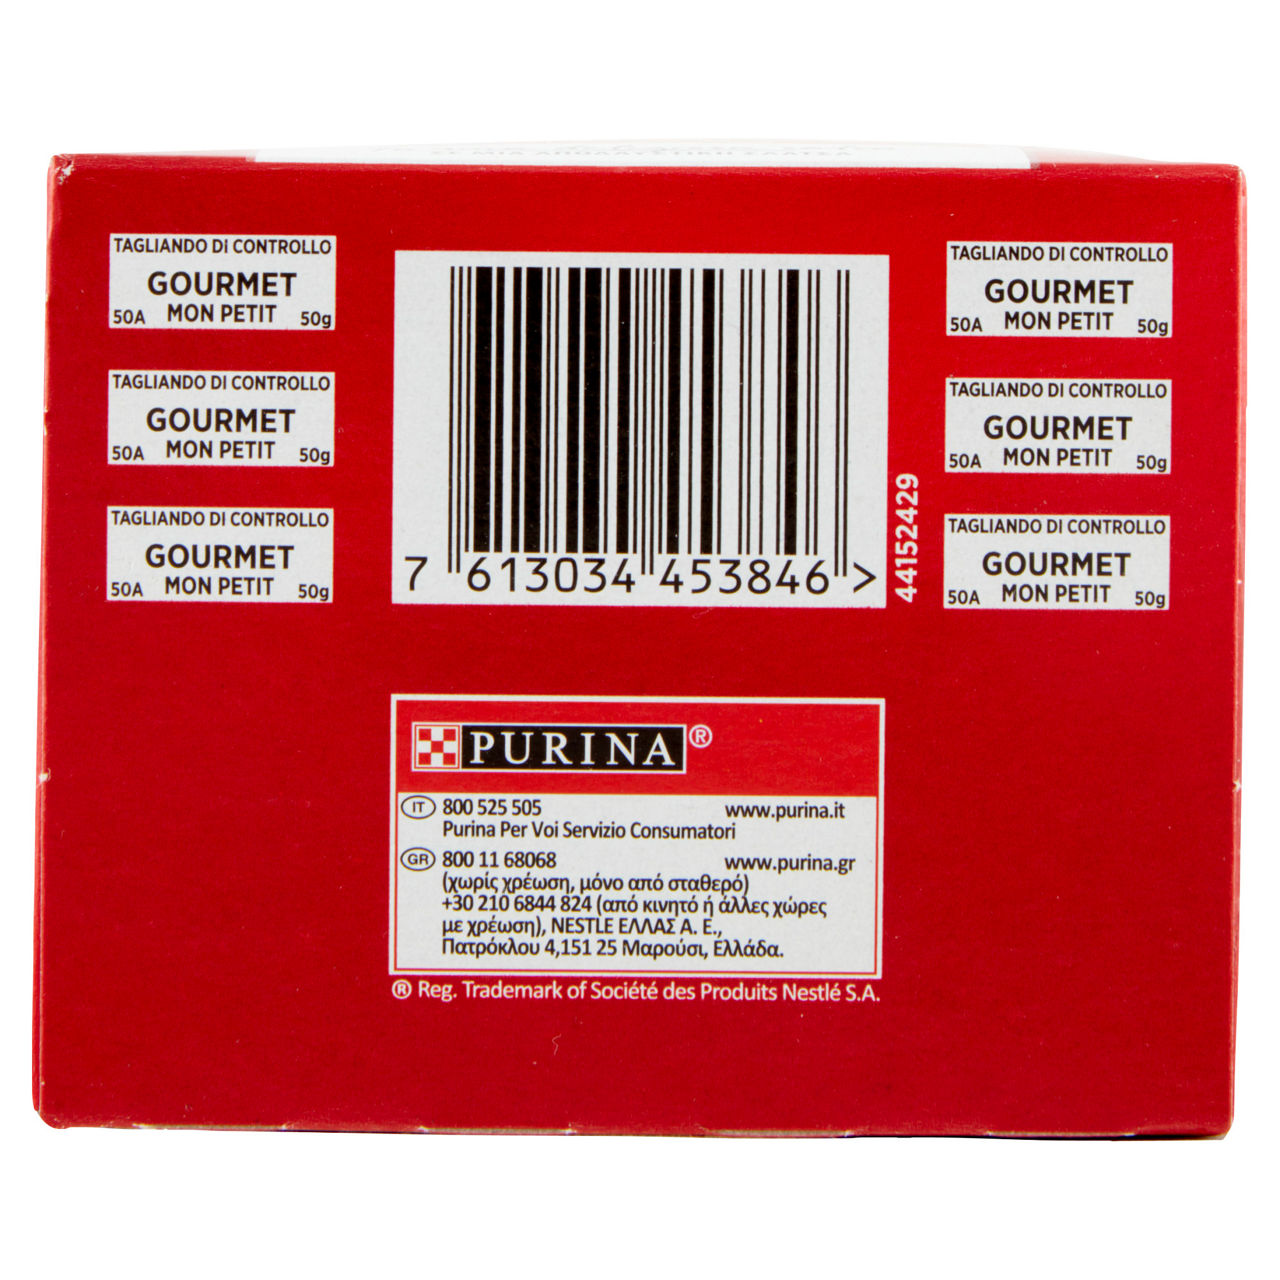 ΣΕ ΜΙΑ ΑΠΟΛΑΥΣΤΙΚΗ ΣΑΛΤΣΑ
TAGLIANDO Di CONTROLLO
GOURMET
MON PETIT
50A 50g
TAGLIANDO DI CONTROLLO
GOURMET
MON PETIT
50A 50g
TAGLIANDO DI CONTROLLO
GOURMET
MON PETIT
50A 50g
7 613034 453846 >
44152429
TAGLIANDO DI CONTROLLO
GOURMET
MON PETIT
50A 50g
TAGLIANDO DI CONTROLLO
GOURMET
MON PETIT
50A 50g
TAGLIANDO DI CONTROLLO
GOURMET
MON PETIT
50A 50g
PURINA®
IT 800 525 505 www.purina.it
Purina Per Voi Servizio Consumatori
GR 800 11 68068 www.purina.gr
(χωρίς χρέωση, μόνο από σταθερό)
+30 210 6844 824 (από κινητό ή άλλες χώρες
με χρέωση), NESTLE ΕΛΛΑΣ Α. Ε.,
Πατρόκλου 4,151 25 Μαρούσι, Ελλάδα.
® Reg. Trademark of Société des Produits Nestlé S.A.